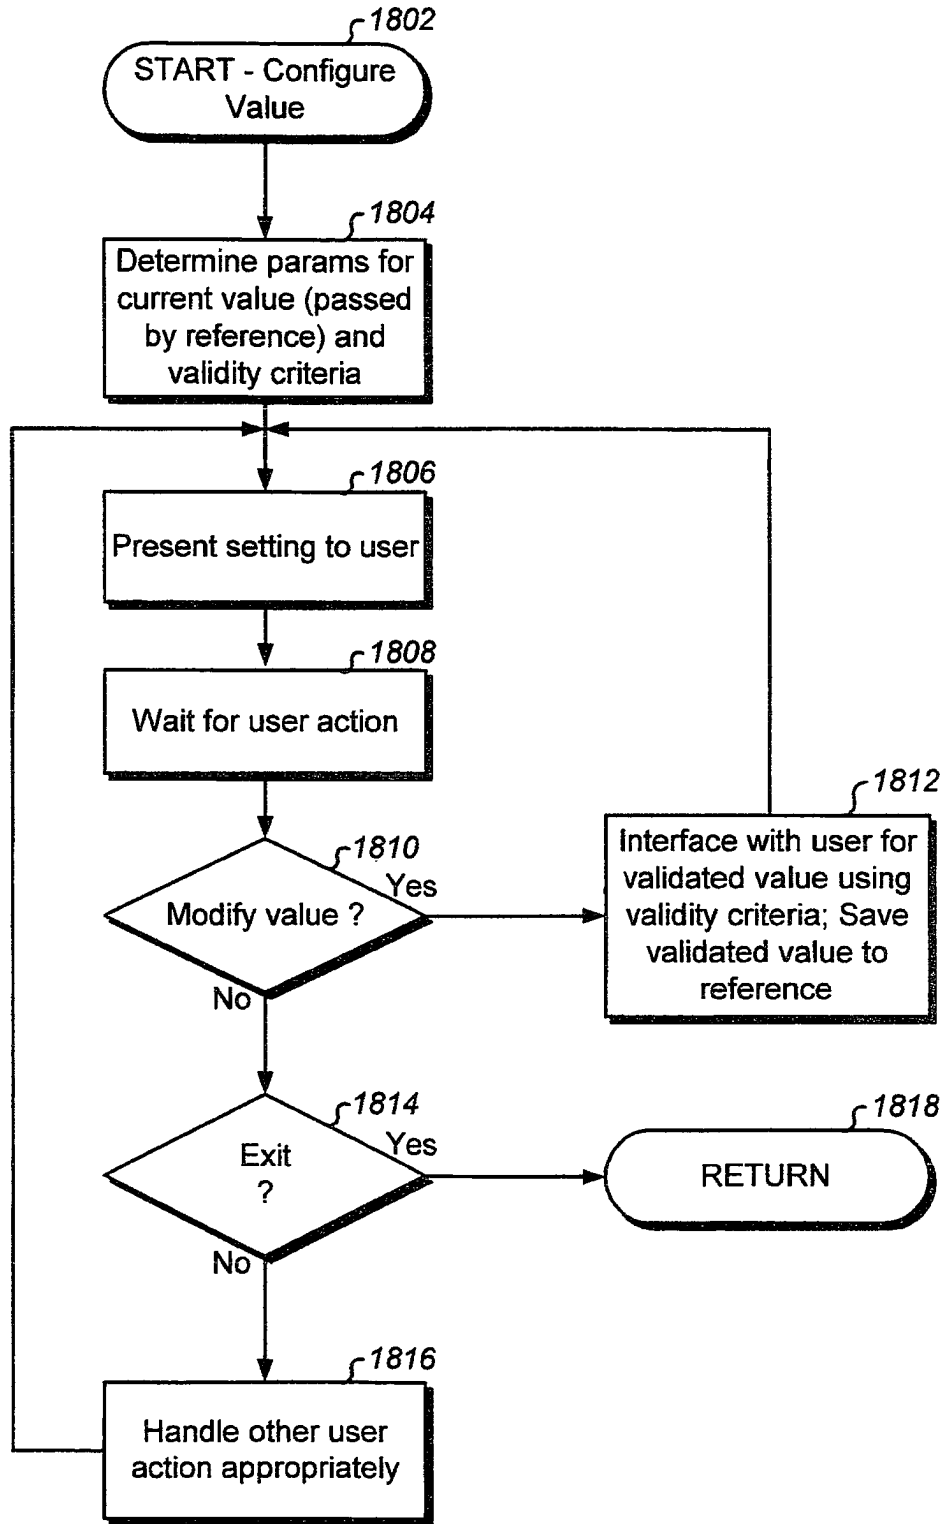 1802
START - Configure
Value
1804
Determine params for
current value (passed
by reference) and
validity criteria
1806
Present setting to user
1808
Wait for user action
1810
Yes
Modify value ?
No
1812
Interface with user for
validated value using
validity criteria; Save
validated value to
reference
1814
Yes
Exit
?
No
1818
RETURN
1816
Handle other user
action appropriately